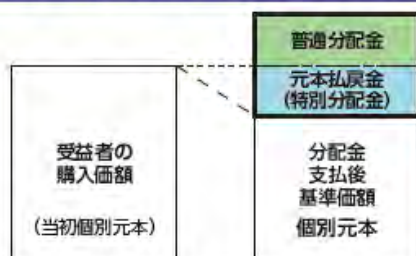 普通分配金
元本払戻金
(特別分配金)
受益者の
購入価額
(当初個別元本)
分配金
支払後
基準価額
個別元本